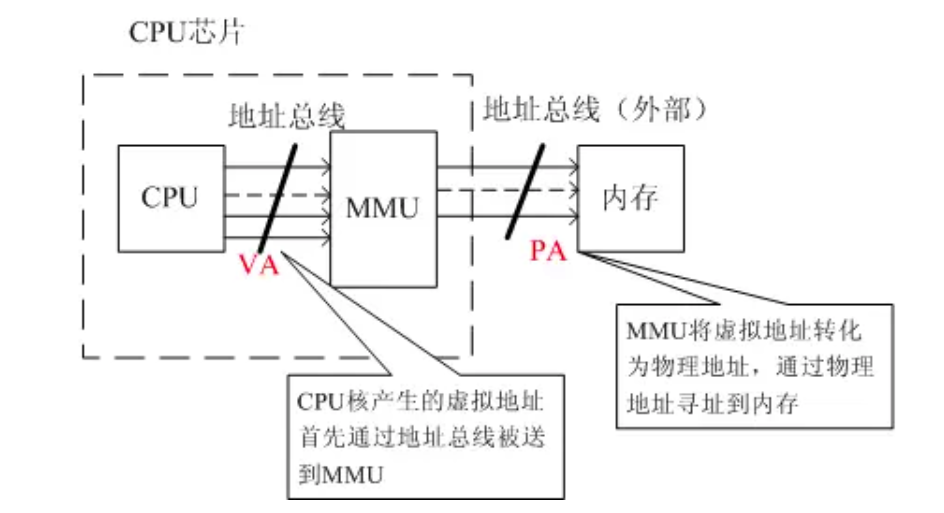 CPU芯片
地址总线
地址总线（外部）
CPU
MMU
内存
VA
PA
MMU将虚拟地址转化
为物理地址，通过物理
地址寻址到内存
CPU核产生的虚拟地址
首先通过地址总线被送
到MMU